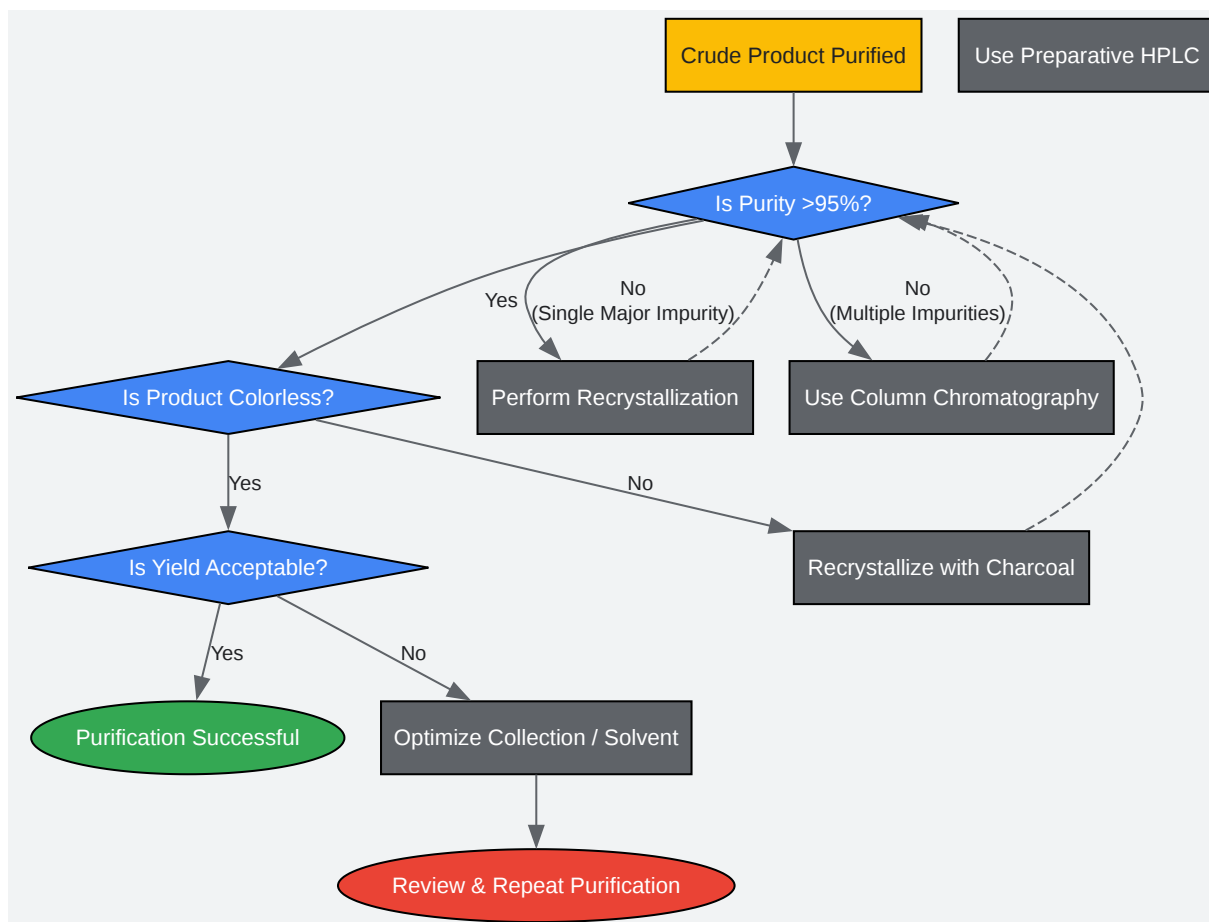 Crude Product Purified
Use Preparative HPLC
Is Purity >95%?
Yes
No
(Single Major Impurity)
No
(Multiple Impurities)
Is Product Colorless?
Perform Recrystallization
Use Column Chromatography
Yes
No
Is Yield Acceptable?
Recrystallize with Charcoal
Yes
No
Purification Successful
Optimize Collection / Solvent
Review & Repeat Purification